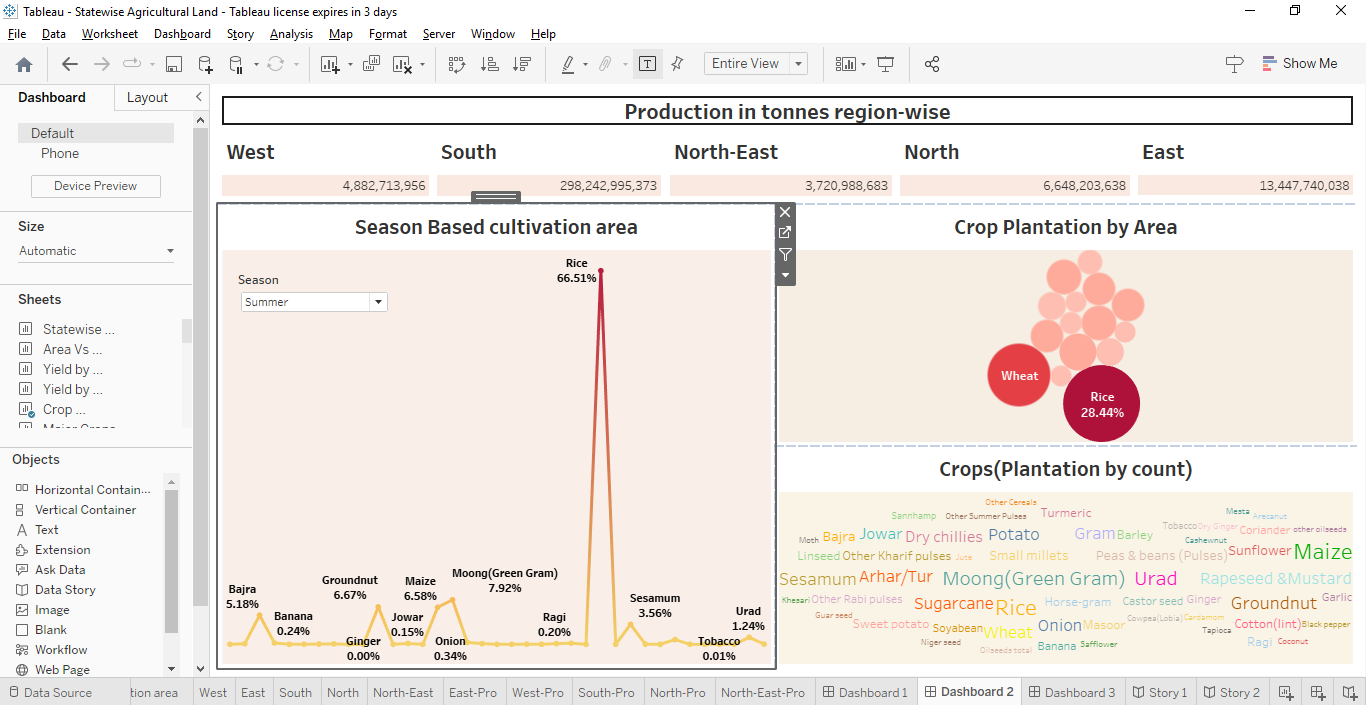 Tableau - Statewise Agricultural Land - Tableau license expires in 3 days
File Data Worksheet Dashboard Story Analysis Map Format Server Window Help
Entire View
Show Me
Dashboard Layout
Default
Phone
Device Preview
Size
Automatic
Sheets
Statewise ...
Area Vs ...
Yield by ...
Yield by ...
Crop ...
Major Crops
Objects
Horizontal Contain...
Vertical Container
Text
Extension
Ask Data
Data Story
Image
Blank
Workflow
Web Page
Production in tonnes region-wise
West South North-East North East
4,882,713,956 298,242,995,373 3,720,988,683 6,648,203,638 13,447,740,038
Season Based cultivation area
Season
Summer
Rice
66.51%
Bajra
5.18%
Banana
0.24%
Groundnut
6.67%
Ginger
0.00%
Jowar
0.15%
Maize
6.58%
Onion
0.34%
Moong(Green Gram)
7.92%
Ragi
0.20%
Sesamum
3.56%
Tobacco
0.01%
Urad
1.24%
Crop Plantation by Area
Wheat
Rice
28.44%
Crops(Plantation by count)
Other Cereals
Sannhamp Other Summer Pulses Turmeric Mesta Arecanut
Moth Bajra Jowar Dry chillies Potato Gram Barley Tobacco Dry Ginger Coriander other oilseeds
Cashewnut
Linseed Other Kharif pulses Jute Small millets Peas & beans (Pulses) Sunflower Maize
Sesamum Arhar/Tur Moong(Green Gram) Urad Rapeseed &Mustard
Khesari Other Rabi pulses Sugarcane Rice Horse-gram Castor seed Ginger Groundnut Garlic
Guar seed Sweet potato Soyabean Wheat Onion Masoor Cowpea(Lobia) Cardamom Tapioca Cotton(lint) Black pepper
Niger seed Oilseeds total Banana Safflower Ragi Coconut
Data Source tion area West East South North North-East East-Pro West-Pro South-Pro North-Pro North-East-Pro Dashboard 1 Dashboard 2 Dashboard 3 Story 1 Story 2